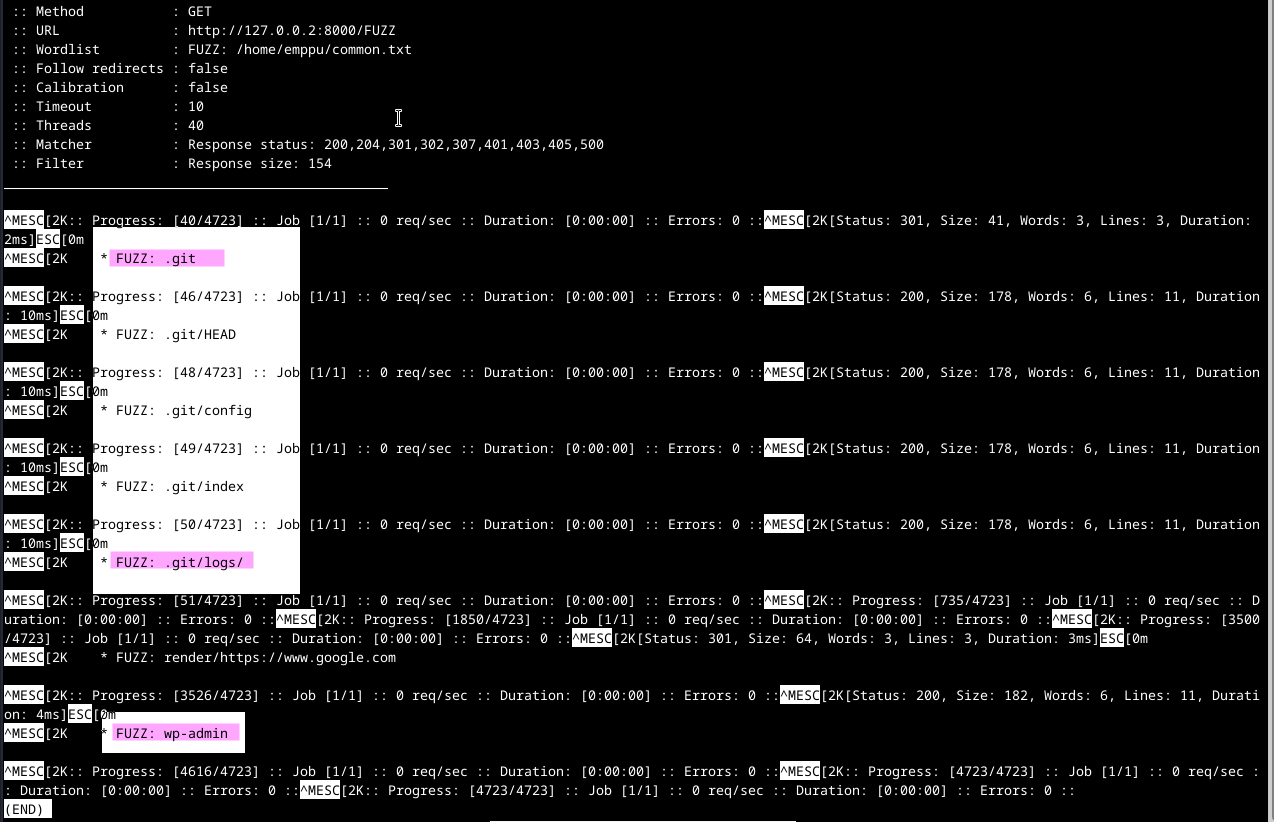 :: Method           : GET
:: URL              : http://127.0.0.2:8000/FUZZ
:: Wordlist         : FUZZ: /home/emppu/common.txt
:: Follow redirects : false
:: Calibration      : false
:: Timeout          : 10
:: Threads          : 40
:: Matcher          : Response status: 200,204,301,302,307,401,403,405,500
:: Filter           : Response size: 154
________________________________________________
^MESC[2K:: Progress: [40/4723] :: Job [1/1] :: 0 req/sec :: Duration: [0:00:00] :: Errors: 0 ::^MESC[2K[Status: 301, Size: 41, Words: 3, Lines: 3, Duration:
2ms]ESC[0m
^MESC[2K    * FUZZ: .git
^MESC[2K:: Progress: [46/4723] :: Job [1/1] :: 0 req/sec :: Duration: [0:00:00] :: Errors: 0 ::^MESC[2K[Status: 200, Size: 178, Words: 6, Lines: 11, Duration
: 10ms]ESC[0m
^MESC[2K    * FUZZ: .git/HEAD
^MESC[2K:: Progress: [48/4723] :: Job [1/1] :: 0 req/sec :: Duration: [0:00:00] :: Errors: 0 ::^MESC[2K[Status: 200, Size: 178, Words: 6, Lines: 11, Duration
: 10ms]ESC[0m
^MESC[2K    * FUZZ: .git/config
^MESC[2K:: Progress: [49/4723] :: Job [1/1] :: 0 req/sec :: Duration: [0:00:00] :: Errors: 0 ::^MESC[2K[Status: 200, Size: 178, Words: 6, Lines: 11, Duration
: 10ms]ESC[0m
^MESC[2K    * FUZZ: .git/index
^MESC[2K:: Progress: [50/4723] :: Job [1/1] :: 0 req/sec :: Duration: [0:00:00] :: Errors: 0 ::^MESC[2K[Status: 200, Size: 178, Words: 6, Lines: 11, Duration
: 10ms]ESC[0m
^MESC[2K    * FUZZ: .git/logs/
^MESC[2K:: Progress: [51/4723] :: Job [1/1] :: 0 req/sec :: Duration: [0:00:00] :: Errors: 0 ::^MESC[2K:: Progress: [735/4723] :: Job [1/1] :: 0 req/sec :: D
uration: [0:00:00] :: Errors: 0 ::^MESC[2K:: Progress: [1850/4723] :: Job [1/1] :: 0 req/sec :: Duration: [0:00:00] :: Errors: 0 ::^MESC[2K:: Progress: [3500
/4723] :: Job [1/1] :: 0 req/sec :: Duration: [0:00:00] :: Errors: 0 ::^MESC[2K[Status: 301, Size: 64, Words: 3, Lines: 3, Duration: 3ms]ESC[0m
^MESC[2K    * FUZZ: render/https://www.google.com
^MESC[2K:: Progress: [3526/4723] :: Job [1/1] :: 0 req/sec :: Duration: [0:00:00] :: Errors: 0 ::^MESC[2K[Status: 200, Size: 182, Words: 6, Lines: 11, Durati
on: 4ms]ESC[0m
^MESC[2K    * FUZZ: wp-admin
^MESC[2K:: Progress: [4616/4723] :: Job [1/1] :: 0 req/sec :: Duration: [0:00:00] :: Errors: 0 ::^MESC[2K:: Progress: [4723/4723] :: Job [1/1] :: 0 req/sec :
: Duration: [0:00:00] :: Errors: 0 ::^MESC[2K:: Progress: [4723/4723] :: Job [1/1] :: 0 req/sec :: Duration: [0:00:00] :: Errors: 0 ::
(END)